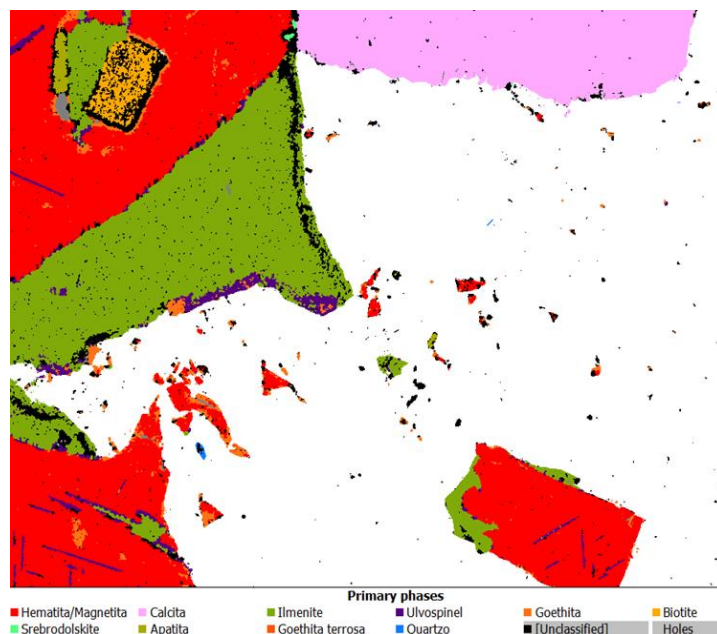 Primary phases
Hematita/Magnetita Calcita Ilmenite Ulvospinel Goethita Biotite
Srebrodolskite Apatita Goethita terrosa Quartzo [Unclassified] Holes